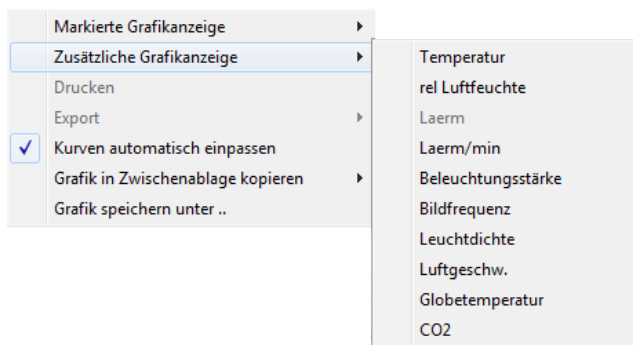 Markierte Grafikanzeige
Zusätzliche Grafikanzeige
Drucken
Export
Kurven automatisch einpassen
Grafik in Zwischenablage kopieren
Grafik speichern unter ..
Temperatur
rel Luftfeuchte
Laerm
Laerm/min
Beleuchtungsstärke
Bildfrequenz
Leuchtdichte
Luftgeschw.
Globetemperatur
CO2